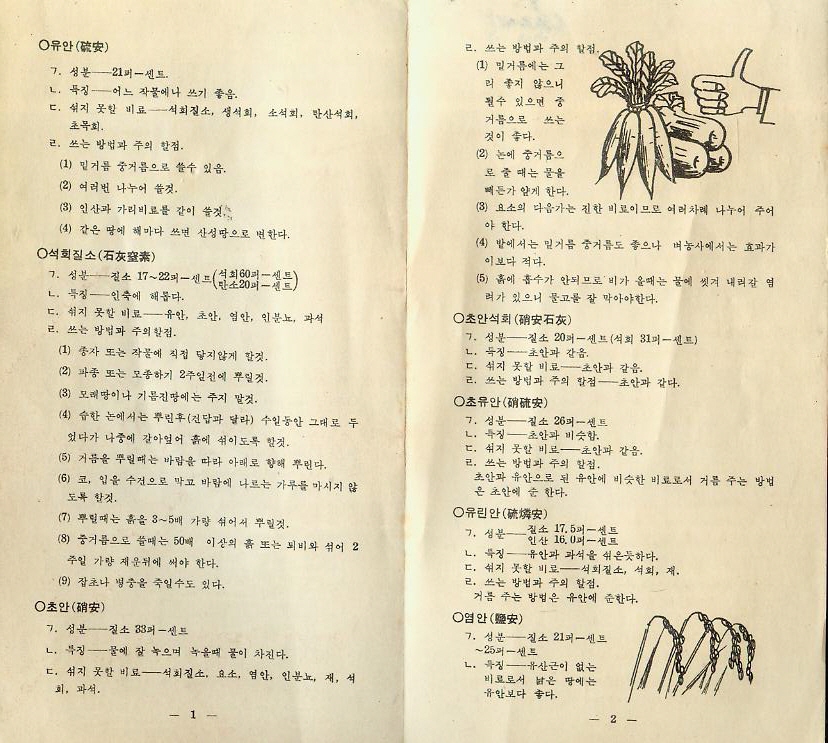 ○유안(硫安)
ㄱ. 성분──21퍼─센트.
ㄴ. 특징──어느 작물에나 쓰기 좋음.
ㄷ. 섞지 못할 비료──석회질소, 생석회, 소석회, 탄산석회,
초목회.
ㄹ. 쓰는 방법과 주의 할점.
(1) 밑거름 중거름으로 쓸수 있음.
(2) 여러번 나누어 쓸것.
(3) 인산과 가리비료를 같이 쓸것.
(4) 같은 땅에 해마다 쓰면 산성땅으로 변한다.
○석회질소(石灰窒素)
ㄱ. 성분──질소 17~22퍼─센트(석회60퍼─센트
탄소20퍼─센트)
ㄴ. 특징──인축에 해롭다.
ㄷ. 섞지 못할 비료──유안, 초안, 염안, 인분뇨, 과석
ㄹ. 쓰는 방법과 주의할점.
(1) 종자 또는 작물에 직접 닿지않게 할것.
(2) 파종 또는 모종하기 2주일전에 뿌릴것.
(3) 모래땅이나 기름진땅에는 주지 말것.
(4) 습한 논에서는 뿌린후(건답과 달라) 수일동안 그대로 두
었다가 나중에 갈아엎어 흙에 섞이도록 할것.
(5) 거름을 뿌릴때는 바람을 따라 아래로 향해 뿌린다.
(6) 코, 입을 수건으로 막고 바람에 나르는 가루를 마시지 않
도록 할것.
(7) 뿌릴때는 흙을 3~5배 가량 섞어서 뿌릴것.
(8) 중거름으로 쓸때는 50배 이상의 흙 또는 퇴비와 섞어 2
주일 가량 재운뒤에 써야 한다.
(9) 잡초나 병충을 죽일수도 있다.
○초안(硝安)
ㄱ. 성분──질소 33퍼─센트
ㄴ. 특징──물에 잘 녹으며 녹을때 물이 차진다.
ㄷ. 섞지 못할 비료──석회질소, 요소, 염안, 인분뇨, 재, 석
회, 과석.
─ 1 ─
ㄹ. 쓰는 방법과 주의 할점.
(1) 밑거름에는 그
리 좋지 않으니
될수 있으면 중
거름으로 쓰는
것이 좋다.
(2) 논에 중거름으
로 줄 때는 물을
빼든가 얕게 한다.
(3) 요소의 다음가는 진한 비료이므로 여러차례 나누어 주어
야 한다.
(4) 밭에서는 밑거름 중거름도 좋으나 벼농사에서는 효과가
이보다 적다.
(5) 흙에 흡수가 안되므로 비가 올때는 물에 씻겨 내려갈 염
려가 있으니 물고를 잘 막아야한다.
○초안석회(硝安石灰)
ㄱ. 성분──질소 20퍼─센트(석회 31퍼─센트)
ㄴ. 특징──초안과 같음.
ㄷ. 섞지 못할 비료──초안과 같음.
ㄹ. 쓰는 방법과 주의 할점──초안과 같다.
○초유안(硝硫安)
ㄱ. 성분──질소 26퍼─센트
ㄴ. 특징──초안과 비슷함.
ㄷ. 섞지 못할 비료──초안과 같음.
ㄹ. 쓰는 방법과 주의 할점.
초안과 유안으로 된 유안에 비슷한 비료로서 거름 주는 방법
은 초안에 준 한다.
○유린안(硫燐安)
ㄱ. 성분──질소 17.5퍼─센트
인산 16.0퍼─센트
ㄴ. 특징──유안과 과석을 섞은듯하다.
ㄷ. 섞지 못할 비료──석회질소, 석회, 재.
ㄹ. 쓰는 방법과 주의 할점.
거름 주는 방법은 유안에 준한다.
○염안(鹽安)
ㄱ. 성분──질소 21퍼─센트
~25퍼─센트
ㄴ. 특징──유산근이 없는
비료로서 낡은 땅에는
유안보다 좋다.
─ 2 ─